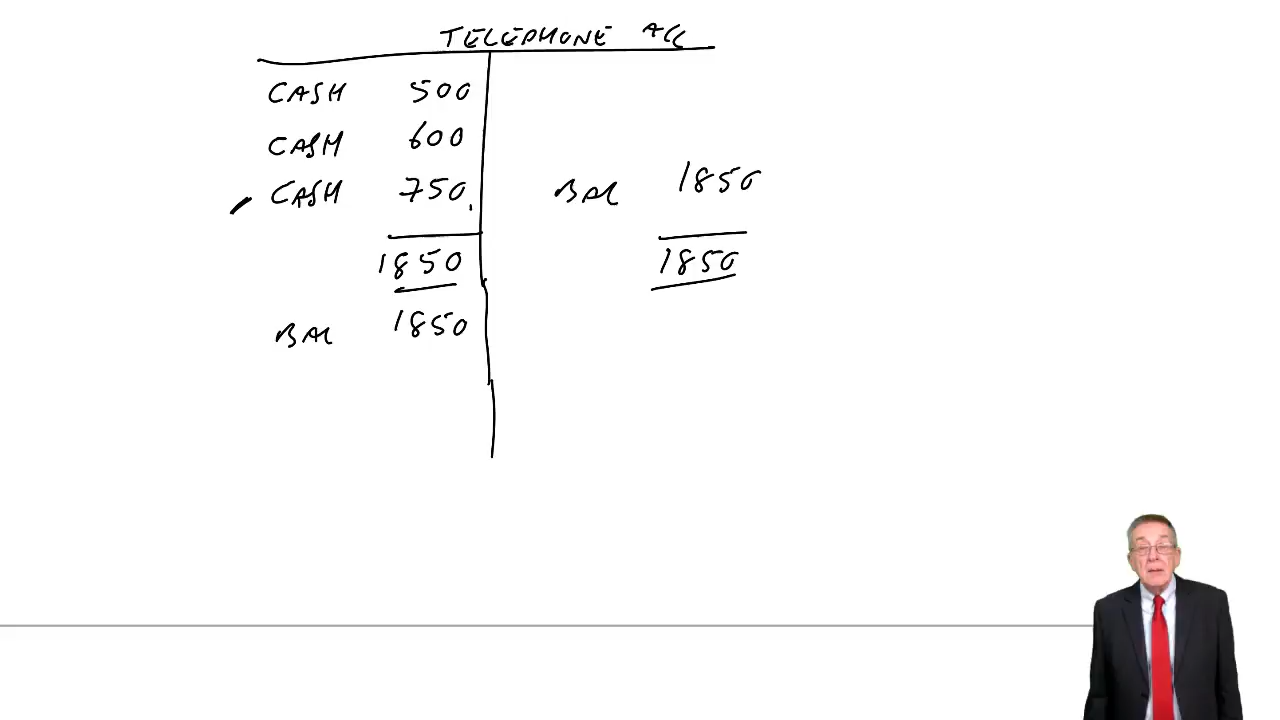 TELEPHONE A/C
CASH 500
CASH 600
CASH 750
BAL 1850
1850 1850
BAL 1850